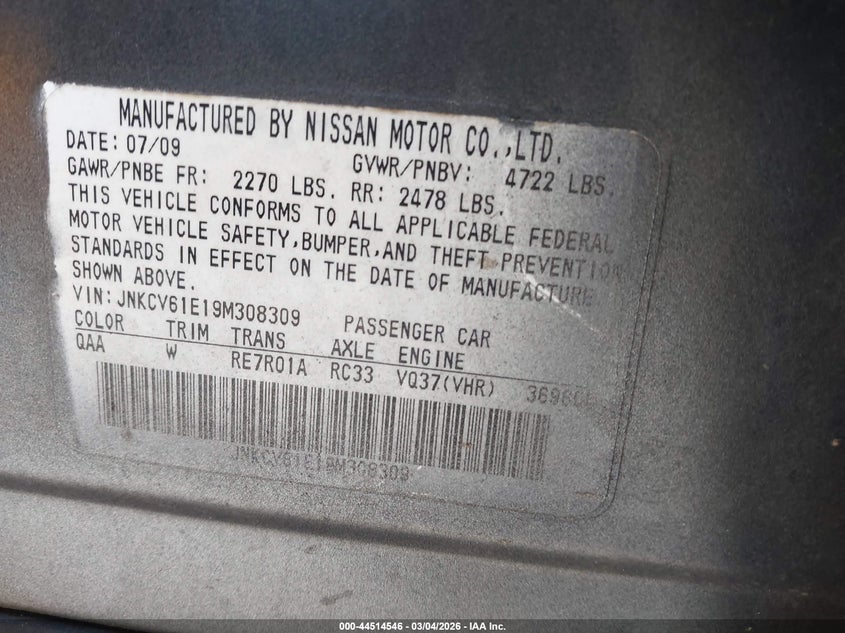 MANUFACTURED BY NISSAN MOTOR CO.,LTD.
DATE: 07/09 GVWR/PNBV: 4722 LBS.
GAWR/PNBE FR: 2270 LBS. RR: 2478 LBS.
THIS VEHICLE CONFORMS TO ALL APPLICABLE FEDERAL
MOTOR VEHICLE SAFETY,BUMPER,AND THEFT PREVENTION
STANDARDS IN EFFECT ON THE DATE OF MANUFACTURE
SHOWN ABOVE.
VIN:JNKCV61E19M308309 PASSENGER CAR
COLOR TRIM TRANS AXLE ENGINE
QAA W RE7R01A RC33 VQ37(VHR)
JNKCV61E19M308309
000-44514546 — 03/04/2026 — IAA Inc.